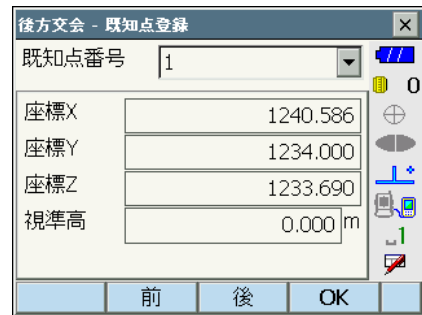 後方交会 - 既知点登録
既知点番号 1
0
座標X 1240.586
座標Y 1234.000
座標Z 1233.690
視準高 0.000 m
1
前 後 OK